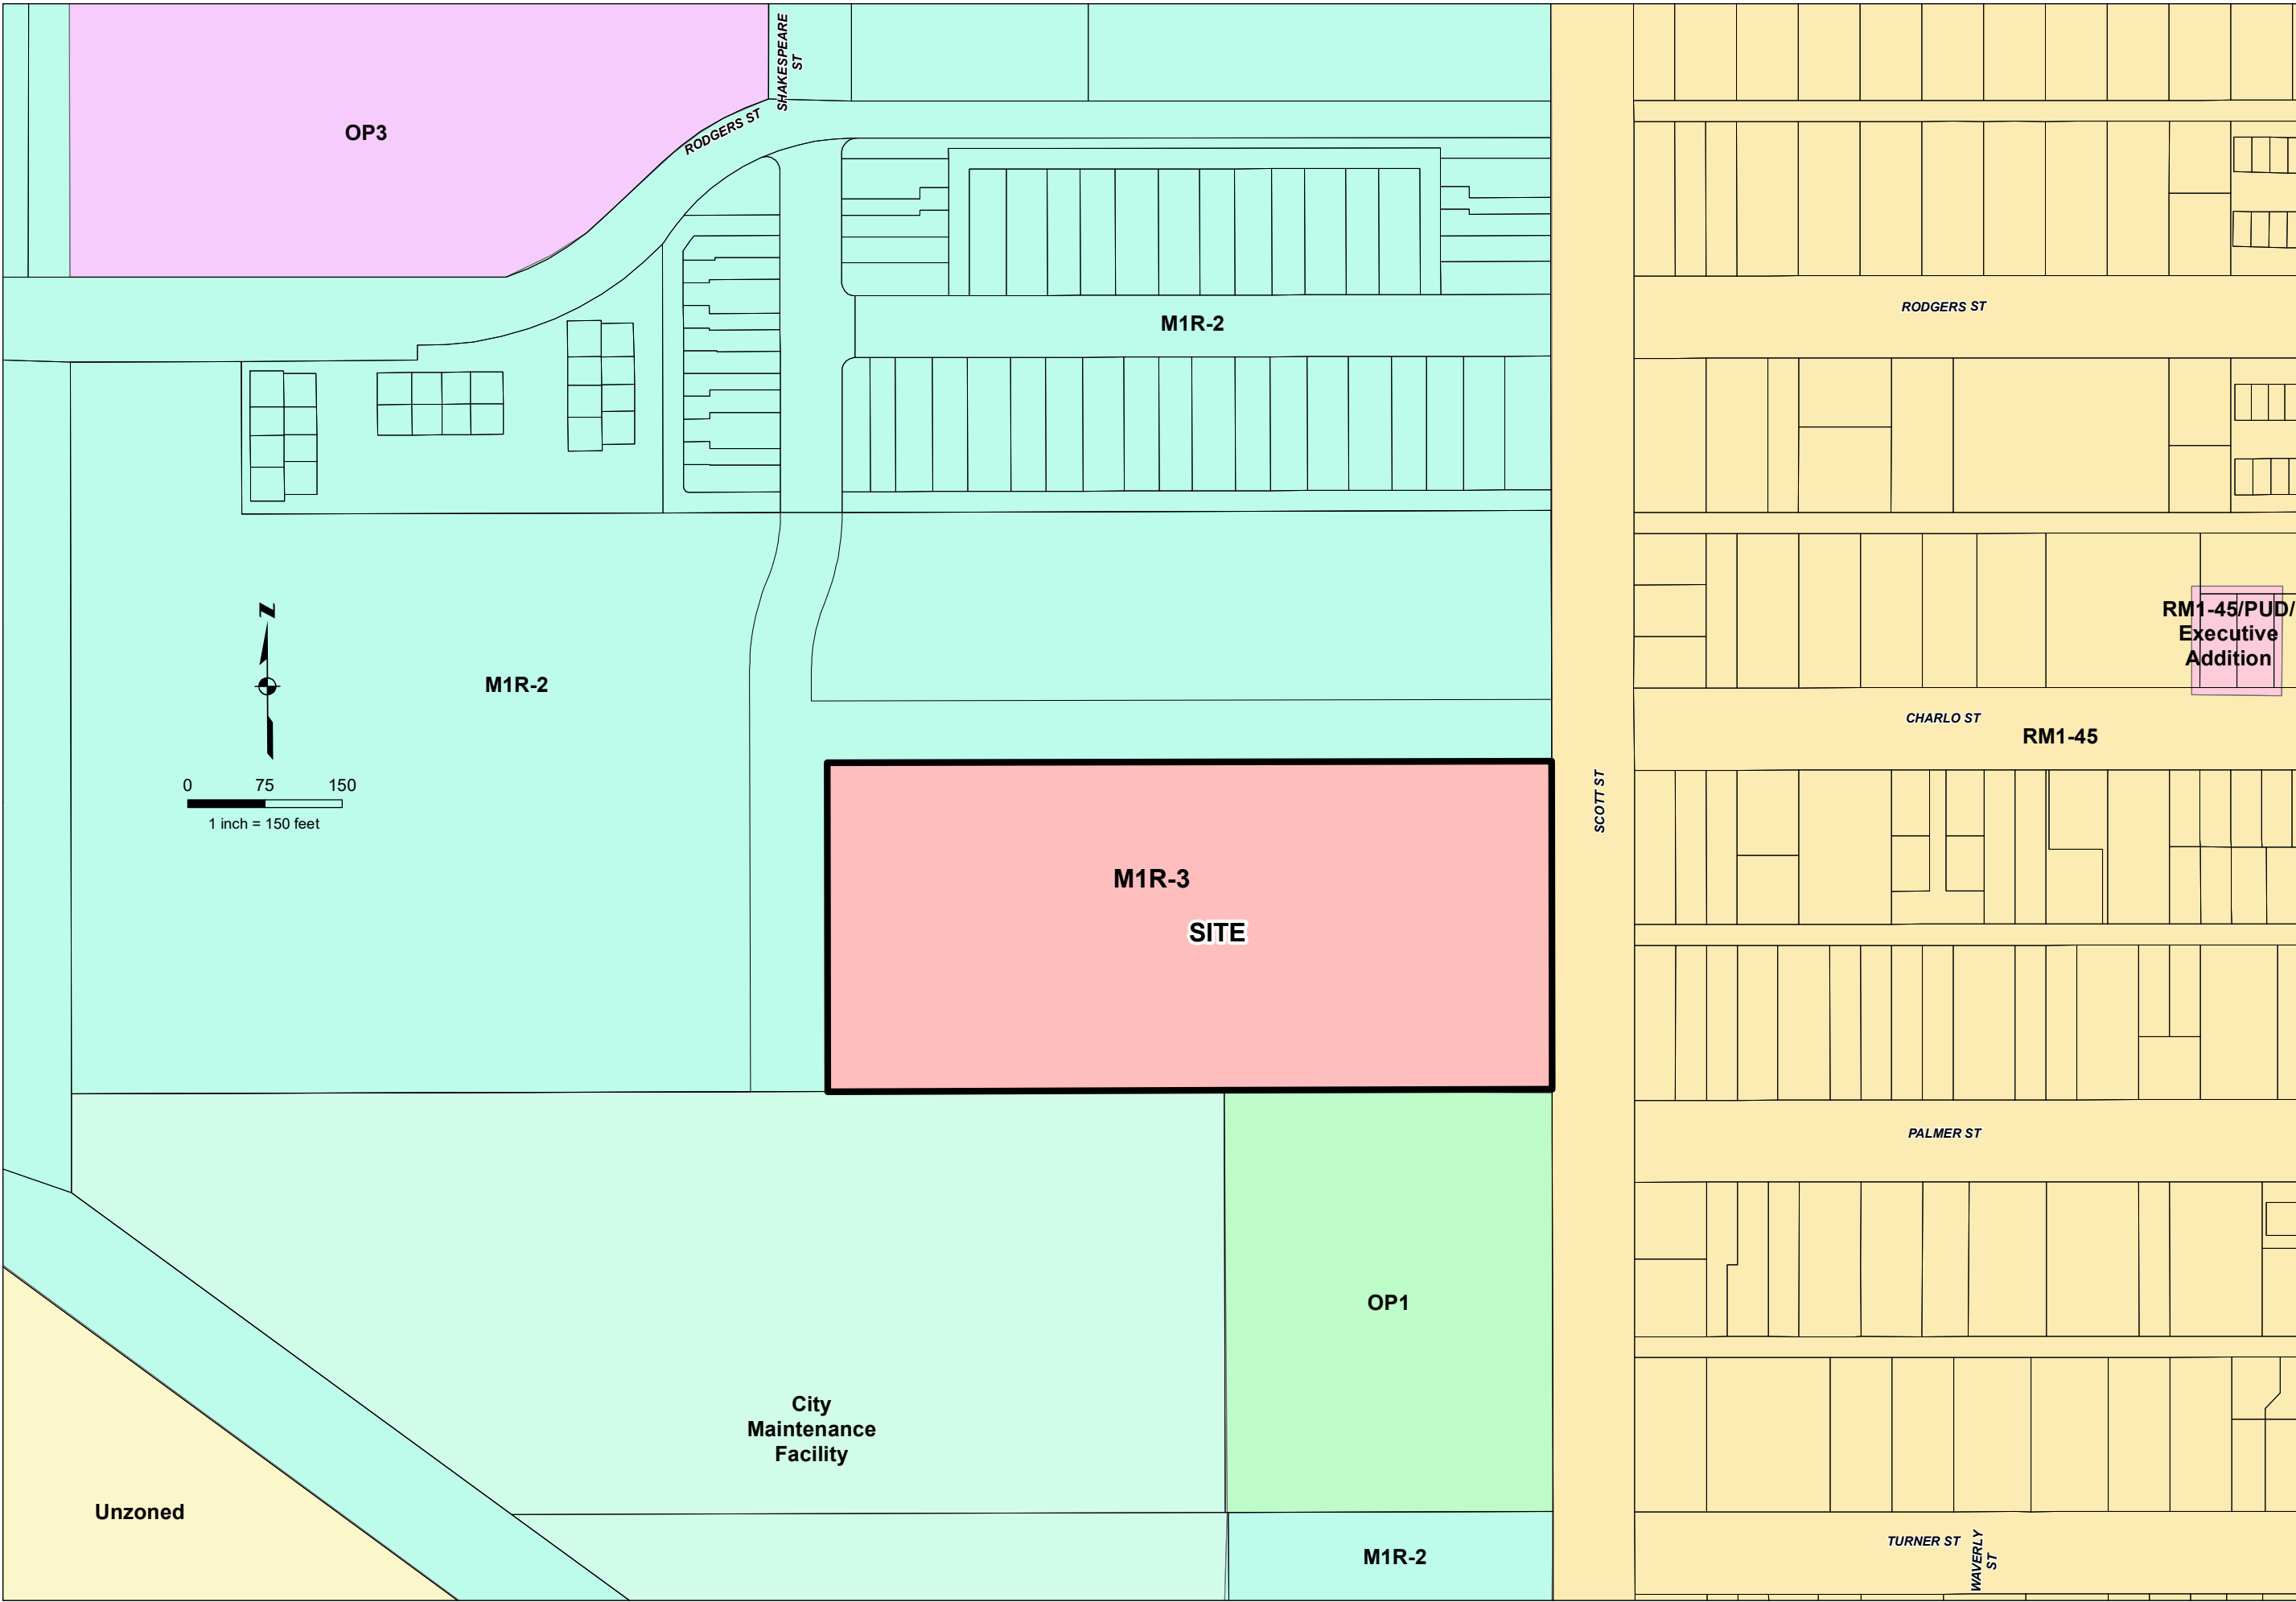 SHAKESPEARE
ST
OP3
RODGERS ST
RODGERS ST
M1R-2
N
RM1-45/PUD/
Executive
Addition
M1R-2
CHARLO ST
RM1-45
0 75 150
1 inch = 150 feet
SCOTT ST
M1R-3
SITE
PALMER ST
OP1
City
Maintenance
Facility
Unzoned
TURNER ST
WAVERLY
ST
M1R-2